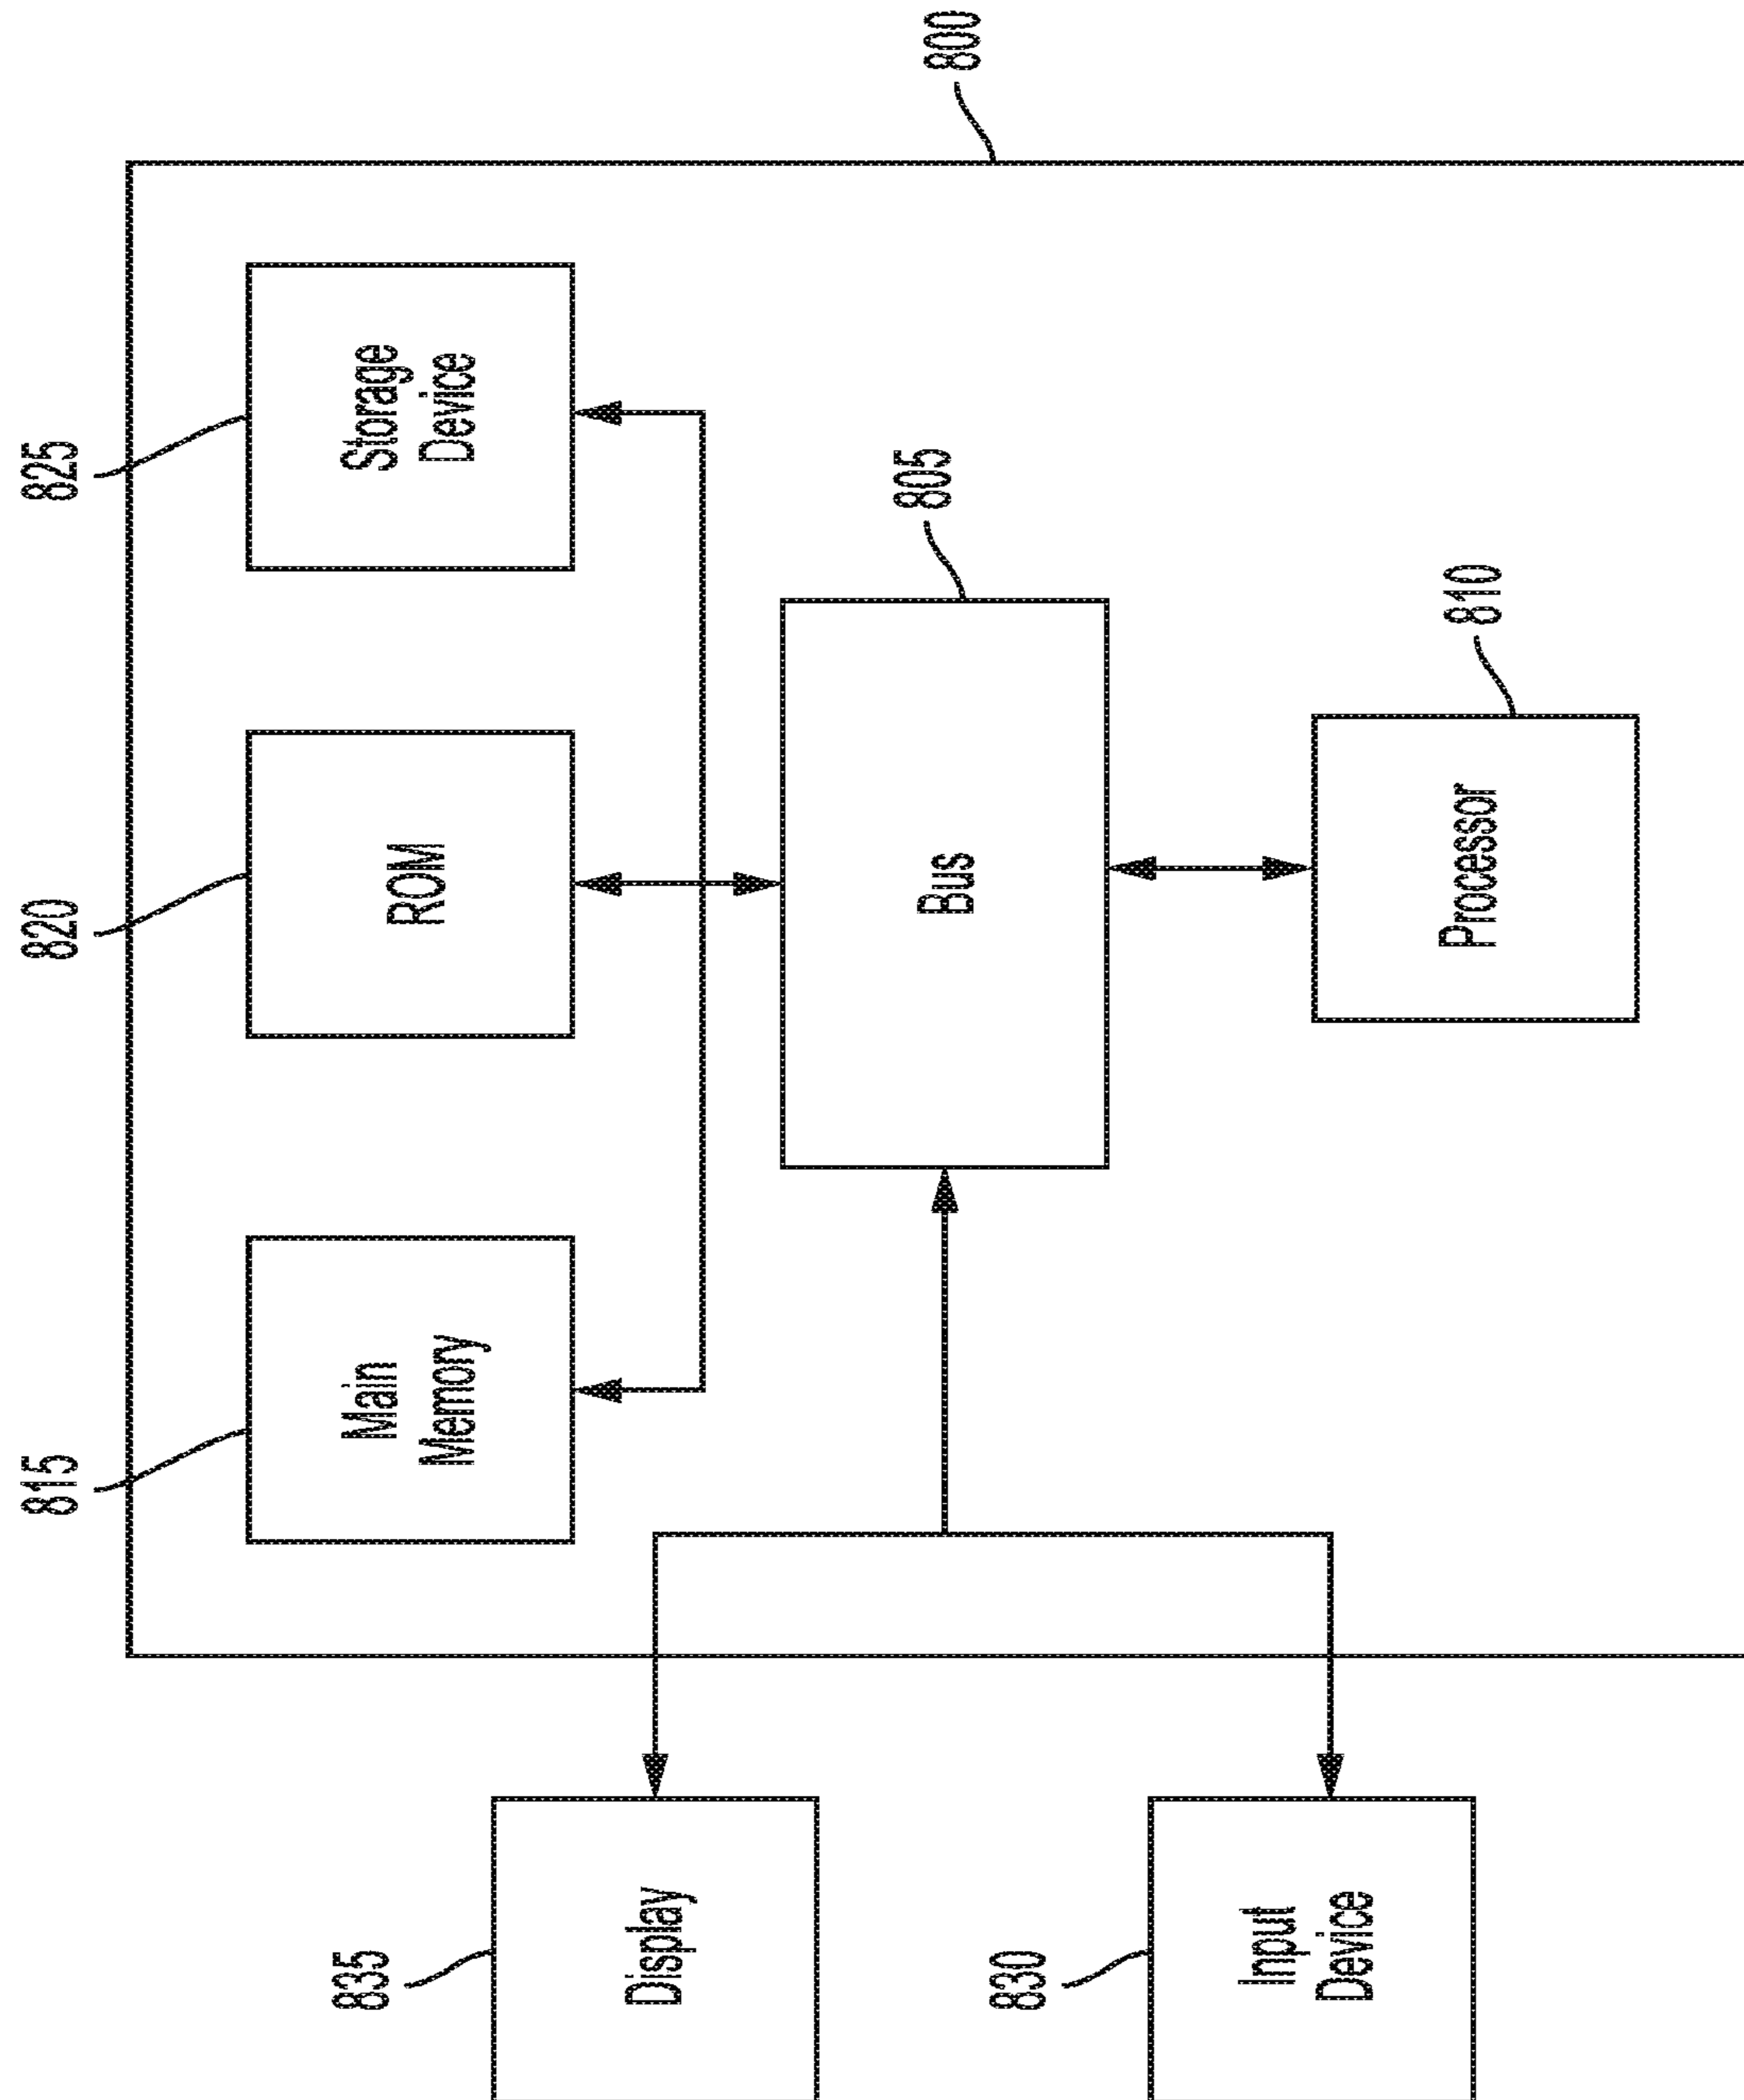 815
820
825
Main
Memory
ROM
Storage
Device
800
835
Display
Bus
805
830
Input
Device
Processor
810